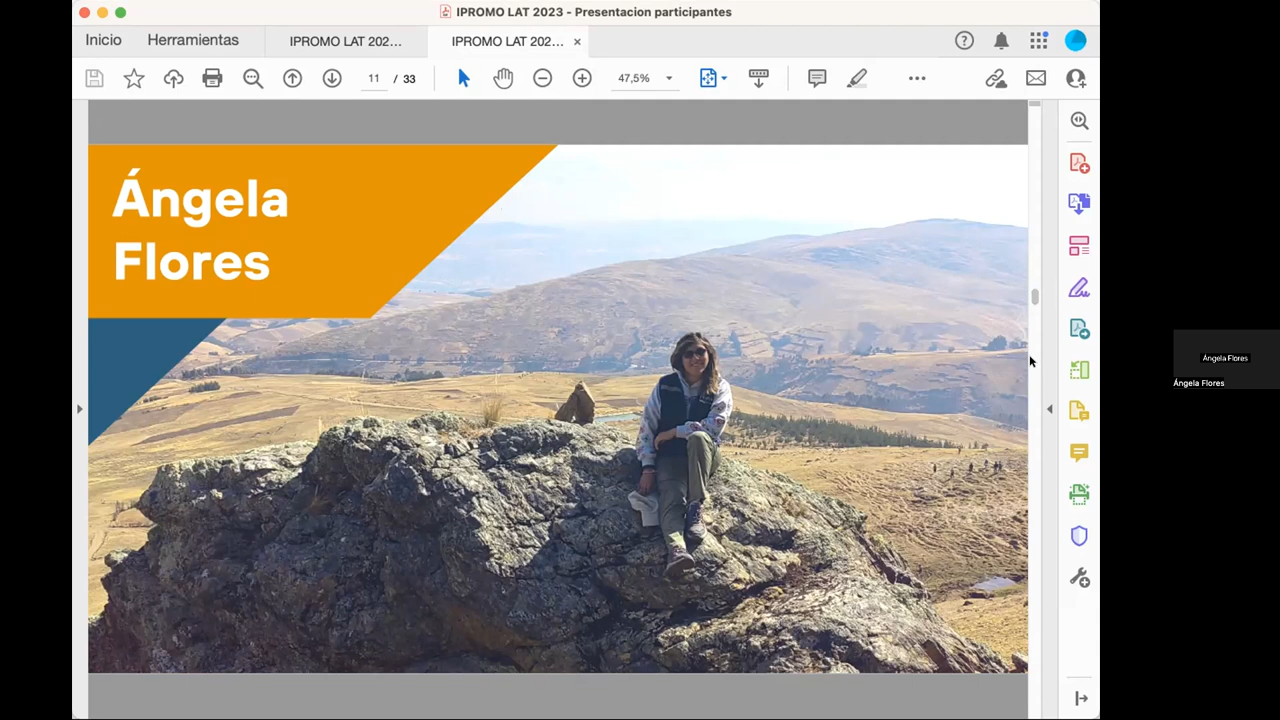 IPROMO LAT 2023 - Presentacion participantes
Inicio
Herramientas
IPROMO LAT 202...
IPROMO LAT 202...
11 / 33
47,5%
Ángela
Flores
Ángela Flores
Ángela Flores